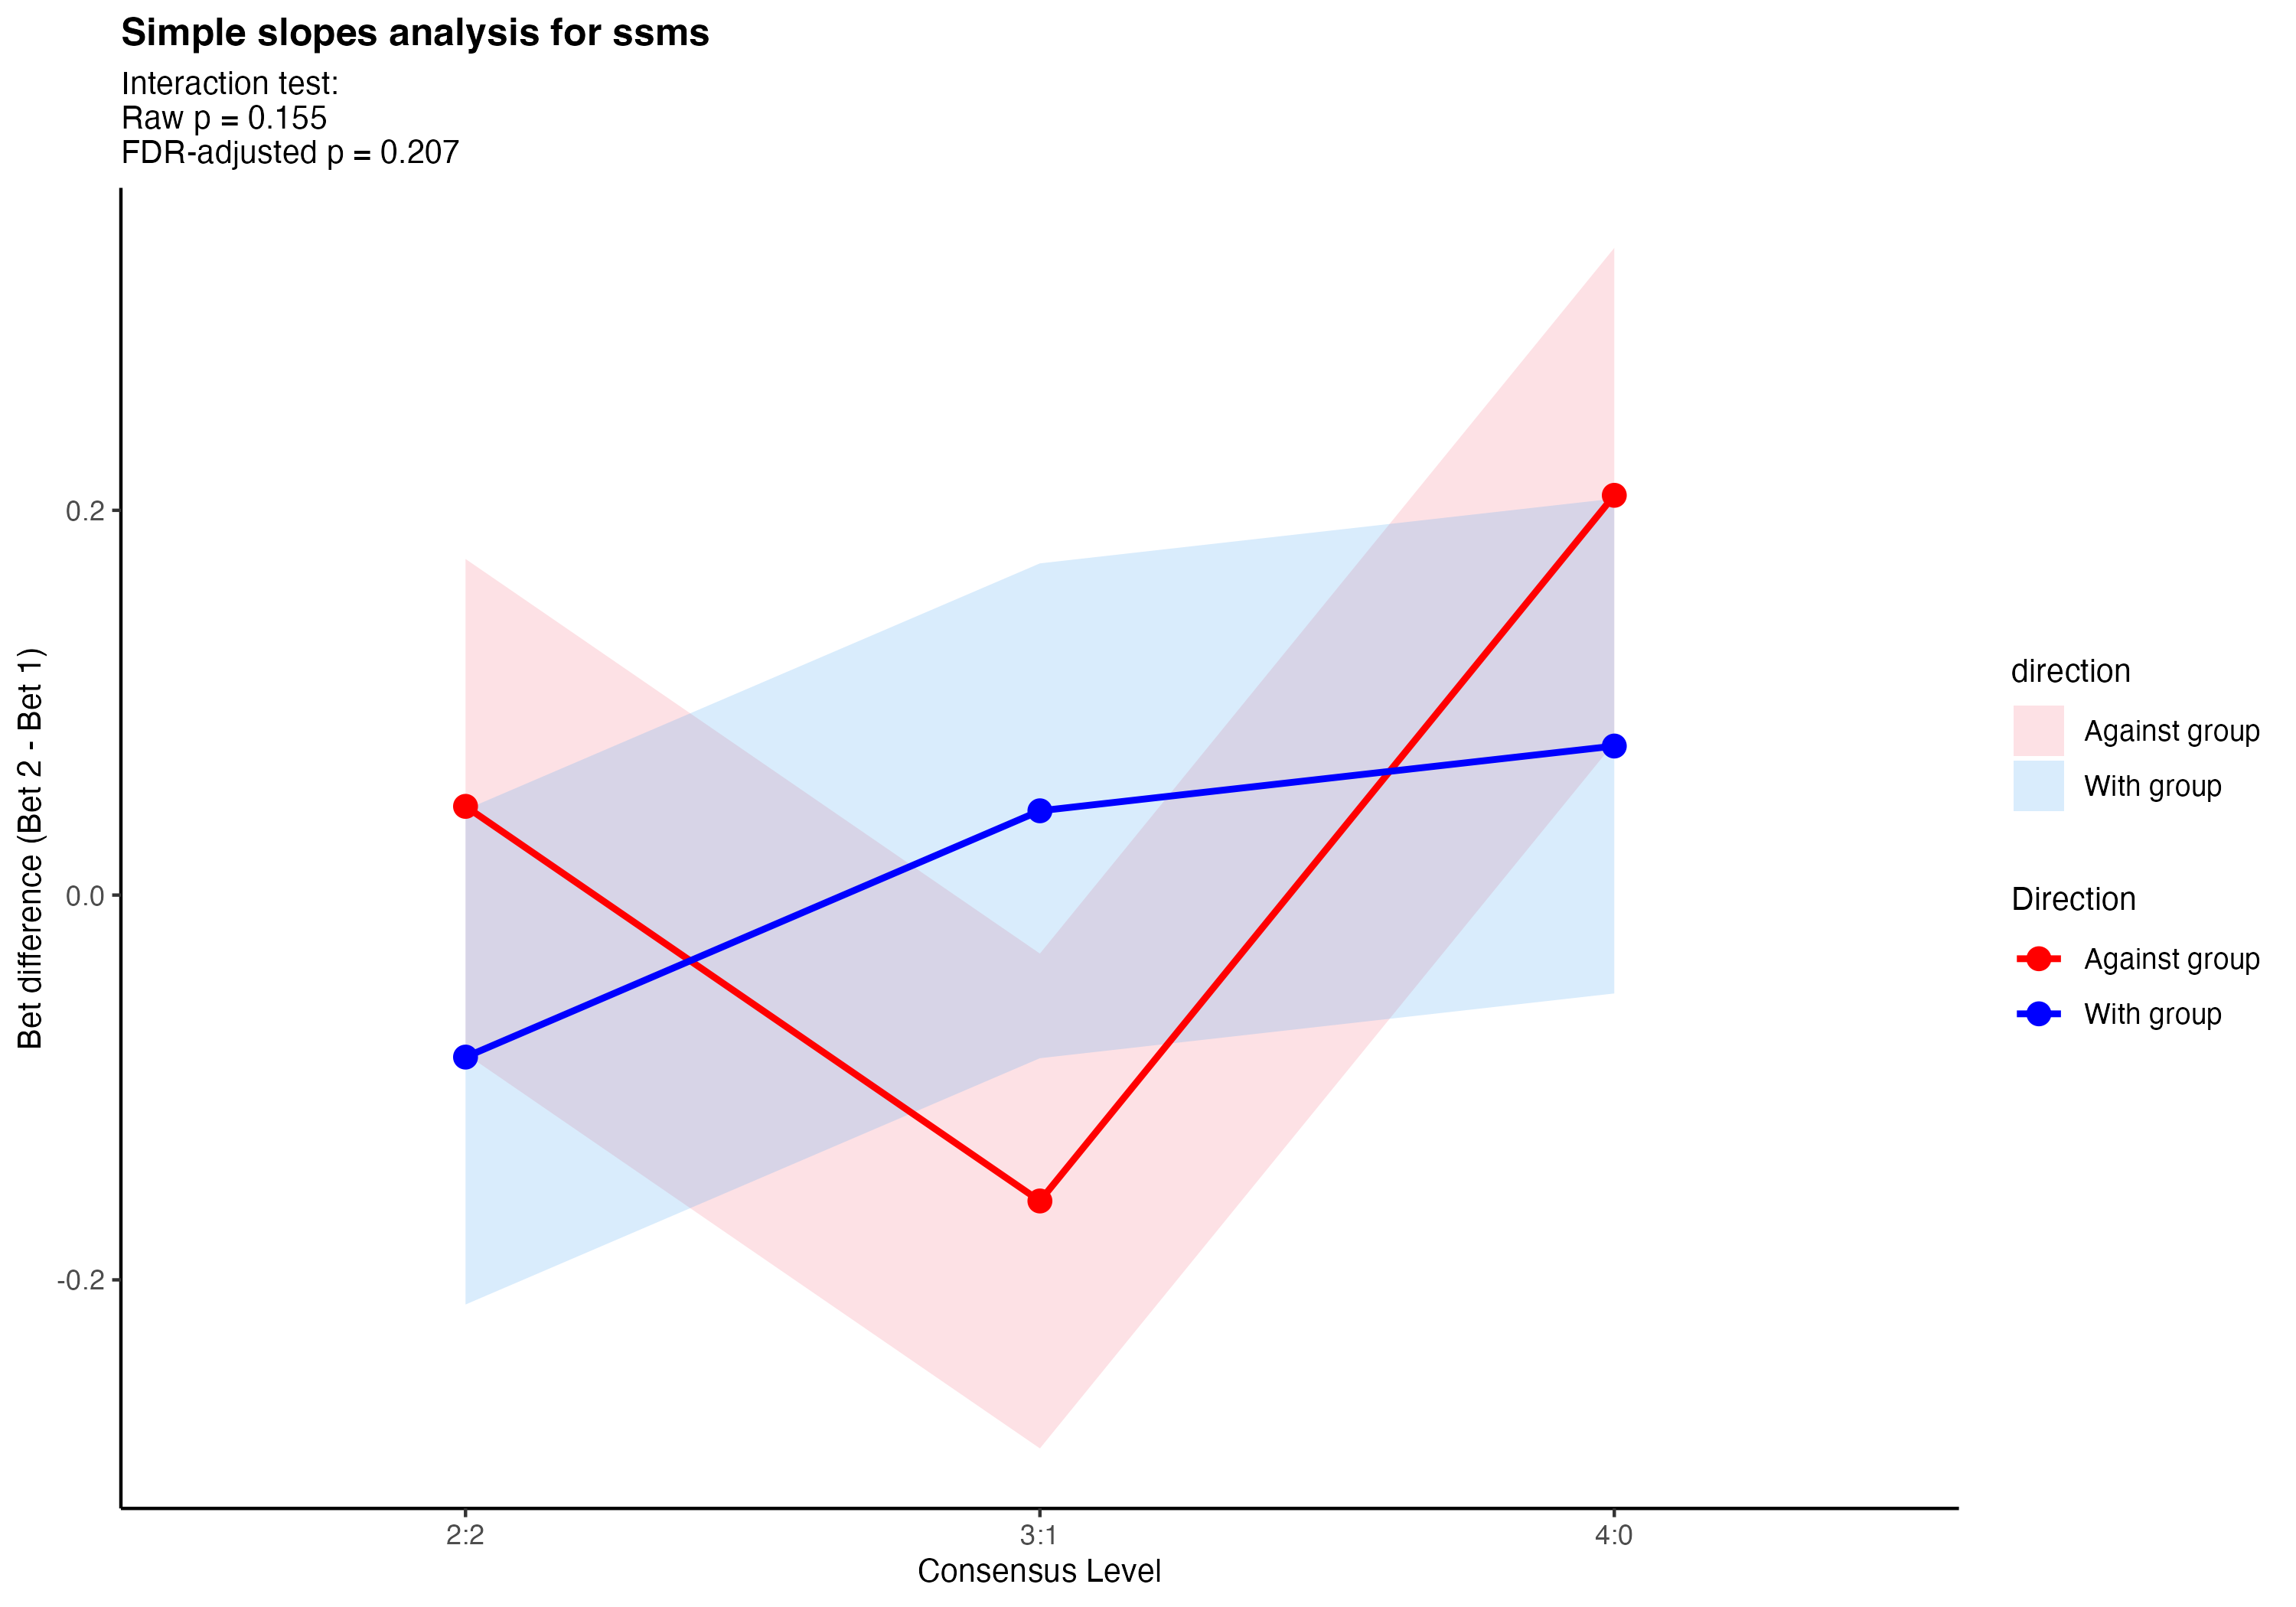 Simple slopes analysis for ssms
Interaction test:
Raw p = 0.155
FDR-adjusted p = 0.207
Bet difference (Bet 2 - Bet 1)
0.2
0.0
-0.2
2:2
3:1
4:0
Consensus Level
direction
Against group
With group
Direction
Against group
With group